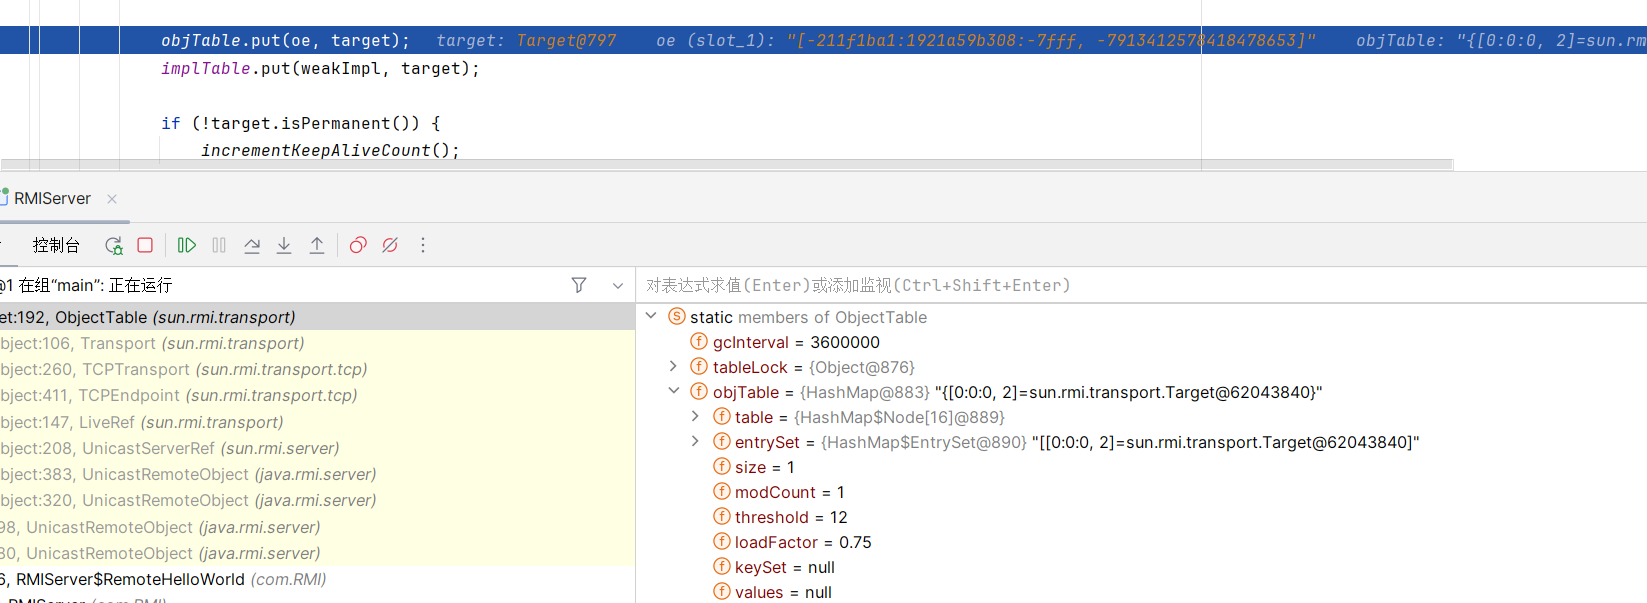 objTable.put(oe, target);   target: Target@797    oe (slot_1): "[-211f1ba1:1921a59b308:-7fff, -7913412578418478653]"    objTable: "{[0:0:0, 2]=sun.rm
implTable.put(weakImpl, target);
if (!target.isPermanent()) {
incrementKeepAliveCount();
RMIServer ×
控制台
@1 在组“main”: 正在运行
对表达式求值(Enter)或添加监视(Ctrl+Shift+Enter)
et:192, ObjectTable (sun.rmi.transport)
bject:106, Transport (sun.rmi.transport)
bject:260, TCPTransport (sun.rmi.transport.tcp)
bject:411, TCPEndpoint (sun.rmi.transport.tcp)
bject:147, LiveRef (sun.rmi.transport)
bject:208, UnicastServerRef (sun.rmi.server)
bject:383, UnicastRemoteObject (java.rmi.server)
bject:320, UnicastRemoteObject (java.rmi.server)
98, UnicastRemoteObject (java.rmi.server)
80, UnicastRemoteObject (java.rmi.server)
6, RMIServer$RemoteHelloWorld (com.RMI)
RMIServer (com.RMI)
static members of ObjectTable
gcInterval = 3600000
tableLock = {Object@876}
objTable = {HashMap@883} "{[0:0:0, 2]=sun.rmi.transport.Target@62043840}"
table = {HashMap$Node[16]@889}
entrySet = {HashMap$EntrySet@890} "[[0:0:0, 2]=sun.rmi.transport.Target@62043840]"
size = 1
modCount = 1
threshold = 12
loadFactor = 0.75
keySet = null
values = null